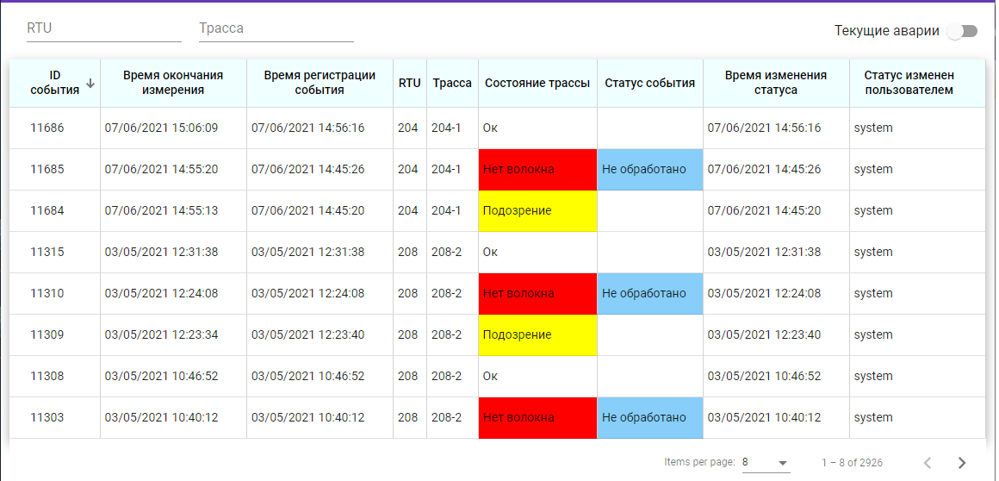 RTU Трасса Текущие аварии
ID события Время окончания измерения Время регистрации события RTU Трасса Состояние трассы Статус события Время изменения статуса Статус изменен пользователем
11686 07/06/2021 15:06:09 07/06/2021 14:56:16 204 204-1 Ок 07/06/2021 14:56:16 system
11685 07/06/2021 14:55:20 07/06/2021 14:45:26 204 204-1 Нет волокна Не обработано 07/06/2021 14:45:26 system
11684 07/06/2021 14:55:13 07/06/2021 14:45:20 204 204-1 Подозрение 07/06/2021 14:45:20 system
11315 03/05/2021 12:31:38 03/05/2021 12:31:38 208 208-2 Ок 03/05/2021 12:31:38 system
11310 03/05/2021 12:24:08 03/05/2021 12:24:08 208 208-2 Нет волокна Не обработано 03/05/2021 12:24:08 system
11309 03/05/2021 12:23:34 03/05/2021 12:23:40 208 208-2 Подозрение 03/05/2021 12:23:40 system
11308 03/05/2021 10:46:52 03/05/2021 10:46:52 208 208-2 Ок 03/05/2021 10:46:52 system
11303 03/05/2021 10:40:12 03/05/2021 10:40:12 208 208-2 Нет волокна Не обработано 03/05/2021 10:40:12 system
Items per page: 8 1 – 8 of 2926